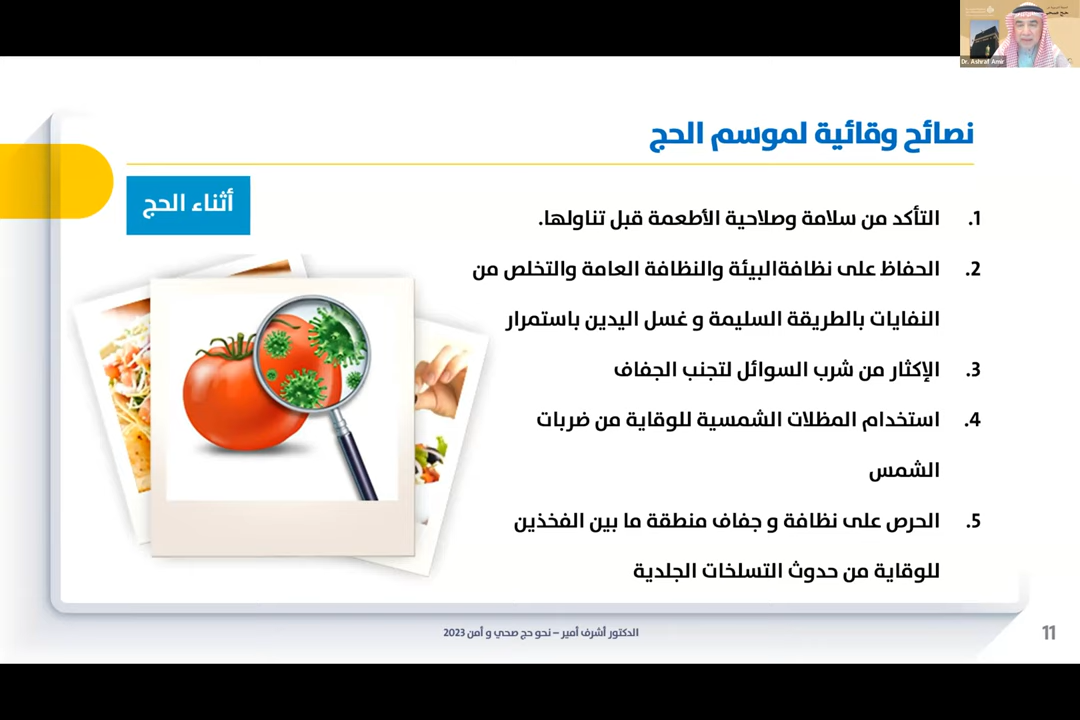 Dr. Ashraf Amir
نصائح وقائية لموسم الحج
أثناء الحج
1. التأكد من سلامة وصلاحية الأطعمة قبل تناولها.
2. الحفاظ على نظافةالبيئة والنظافة العامة والتخلص من
النفايات بالطريقة السليمة و غسل اليدين باستمرار
3. الإكثار من شرب السوائل لتجنب الجفاف
4. استخدام المظلات الشمسية للوقاية من ضربات
الشمس
5. الحرص على نظافة و جفاف منطقة ما بين الفخذين
للوقاية من حدوث التسلخات الجلدية
الدكتور أشرف أمير – نحو حج صحي و أمن 2023
11